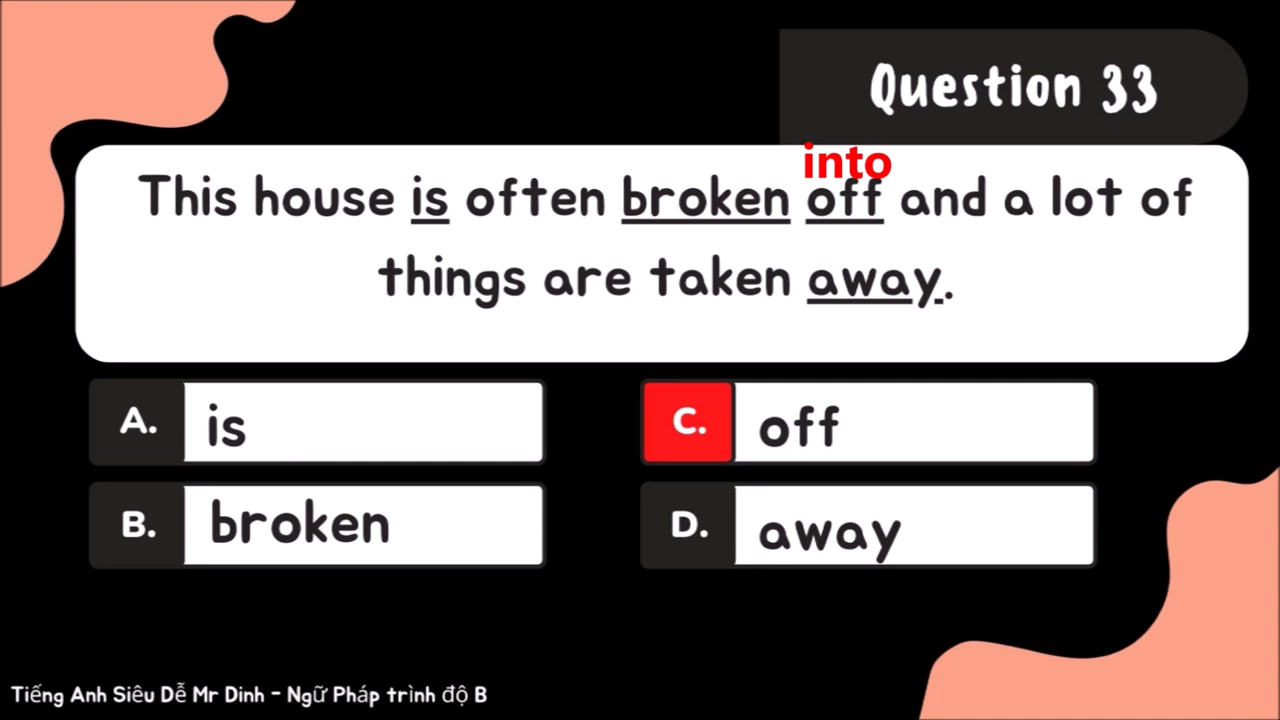 Question 33
into
This house is often broken off and a lot of
things are taken away.
A. is
C. off
B. broken
D. away
Tiếng Anh Siêu Dễ Mr Dinh - Ngữ Pháp trình độ B